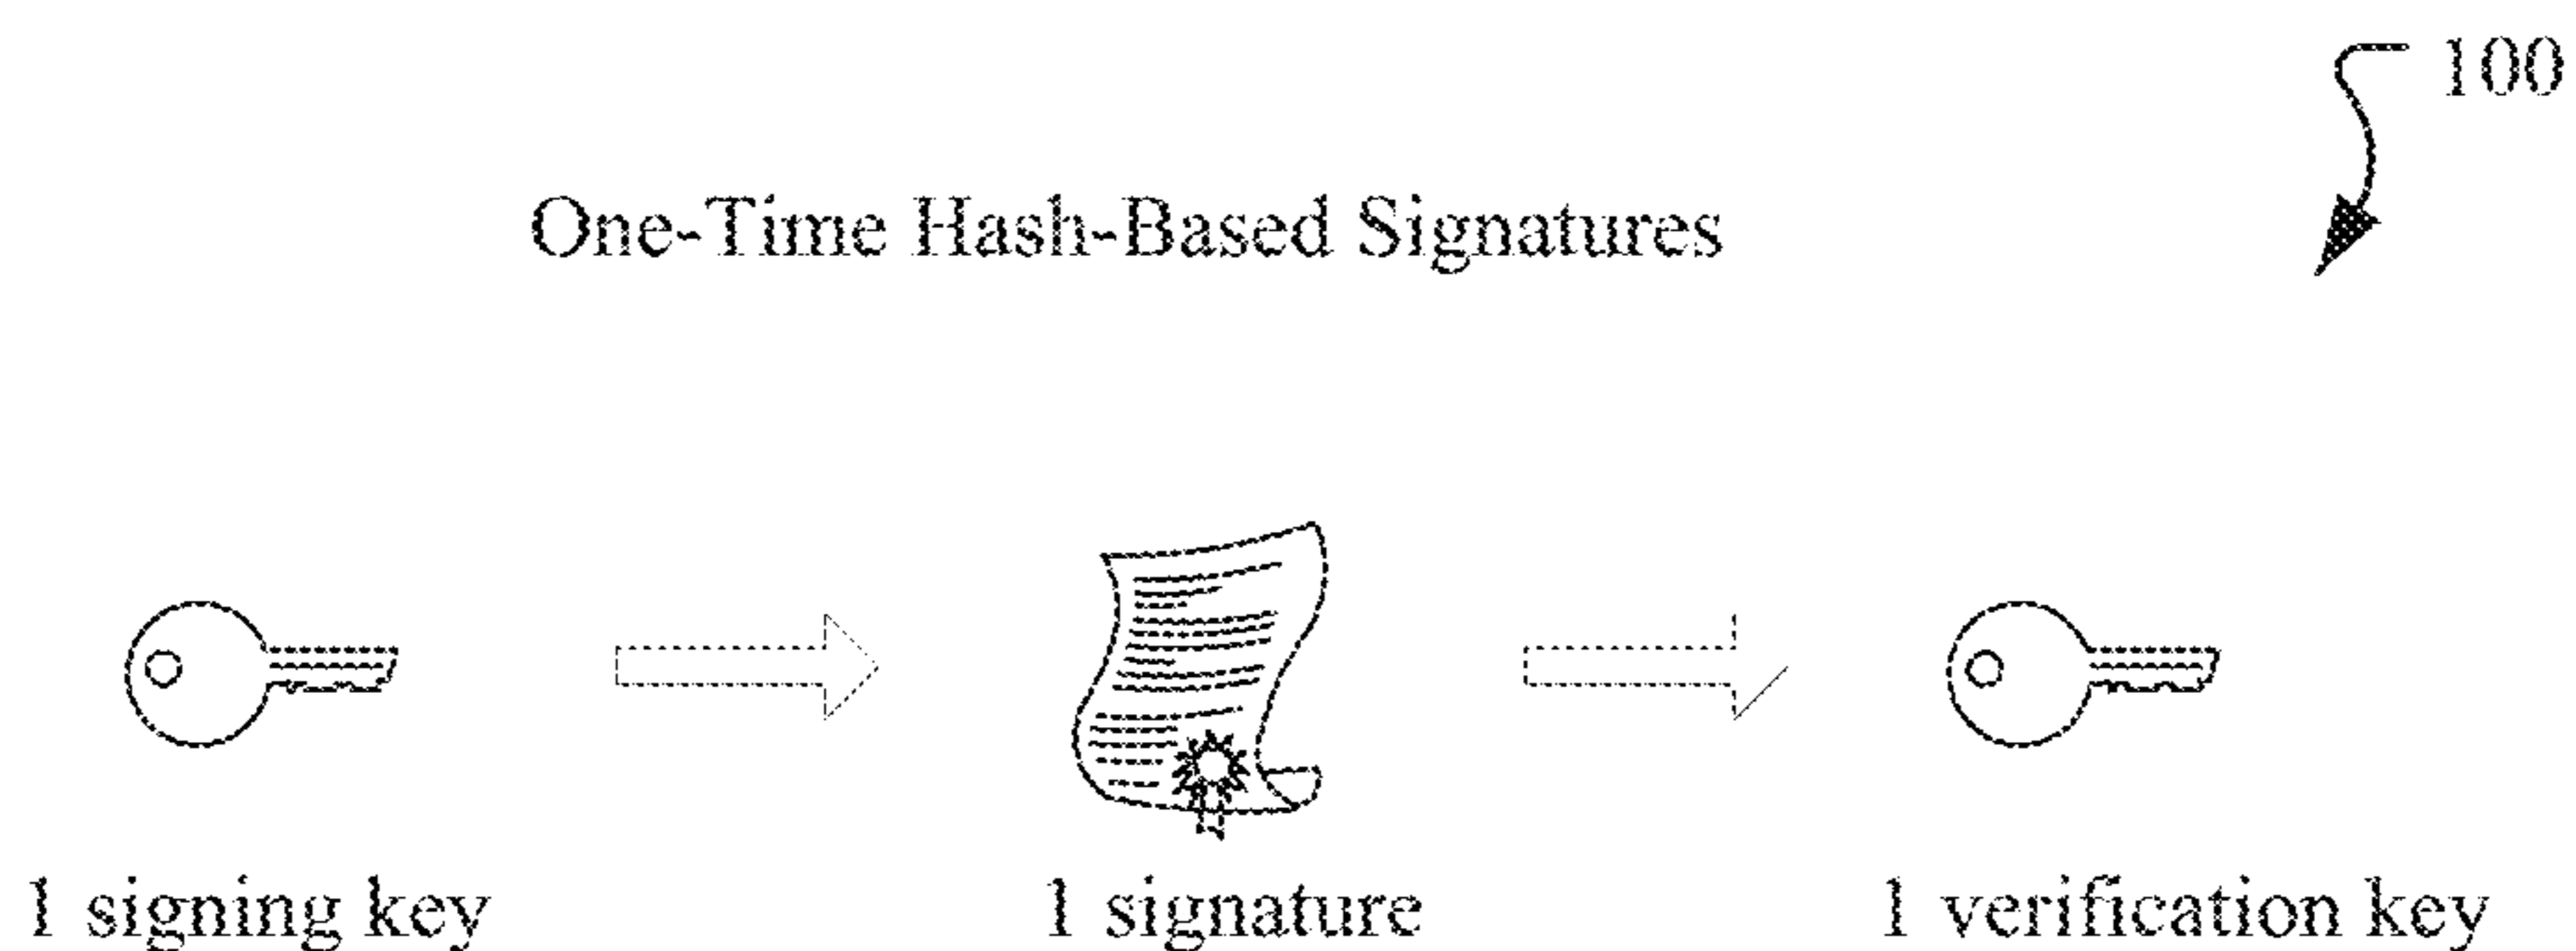 100
One-Time Hash-Based Signatures
1 signing key
1 signature
1 verification key